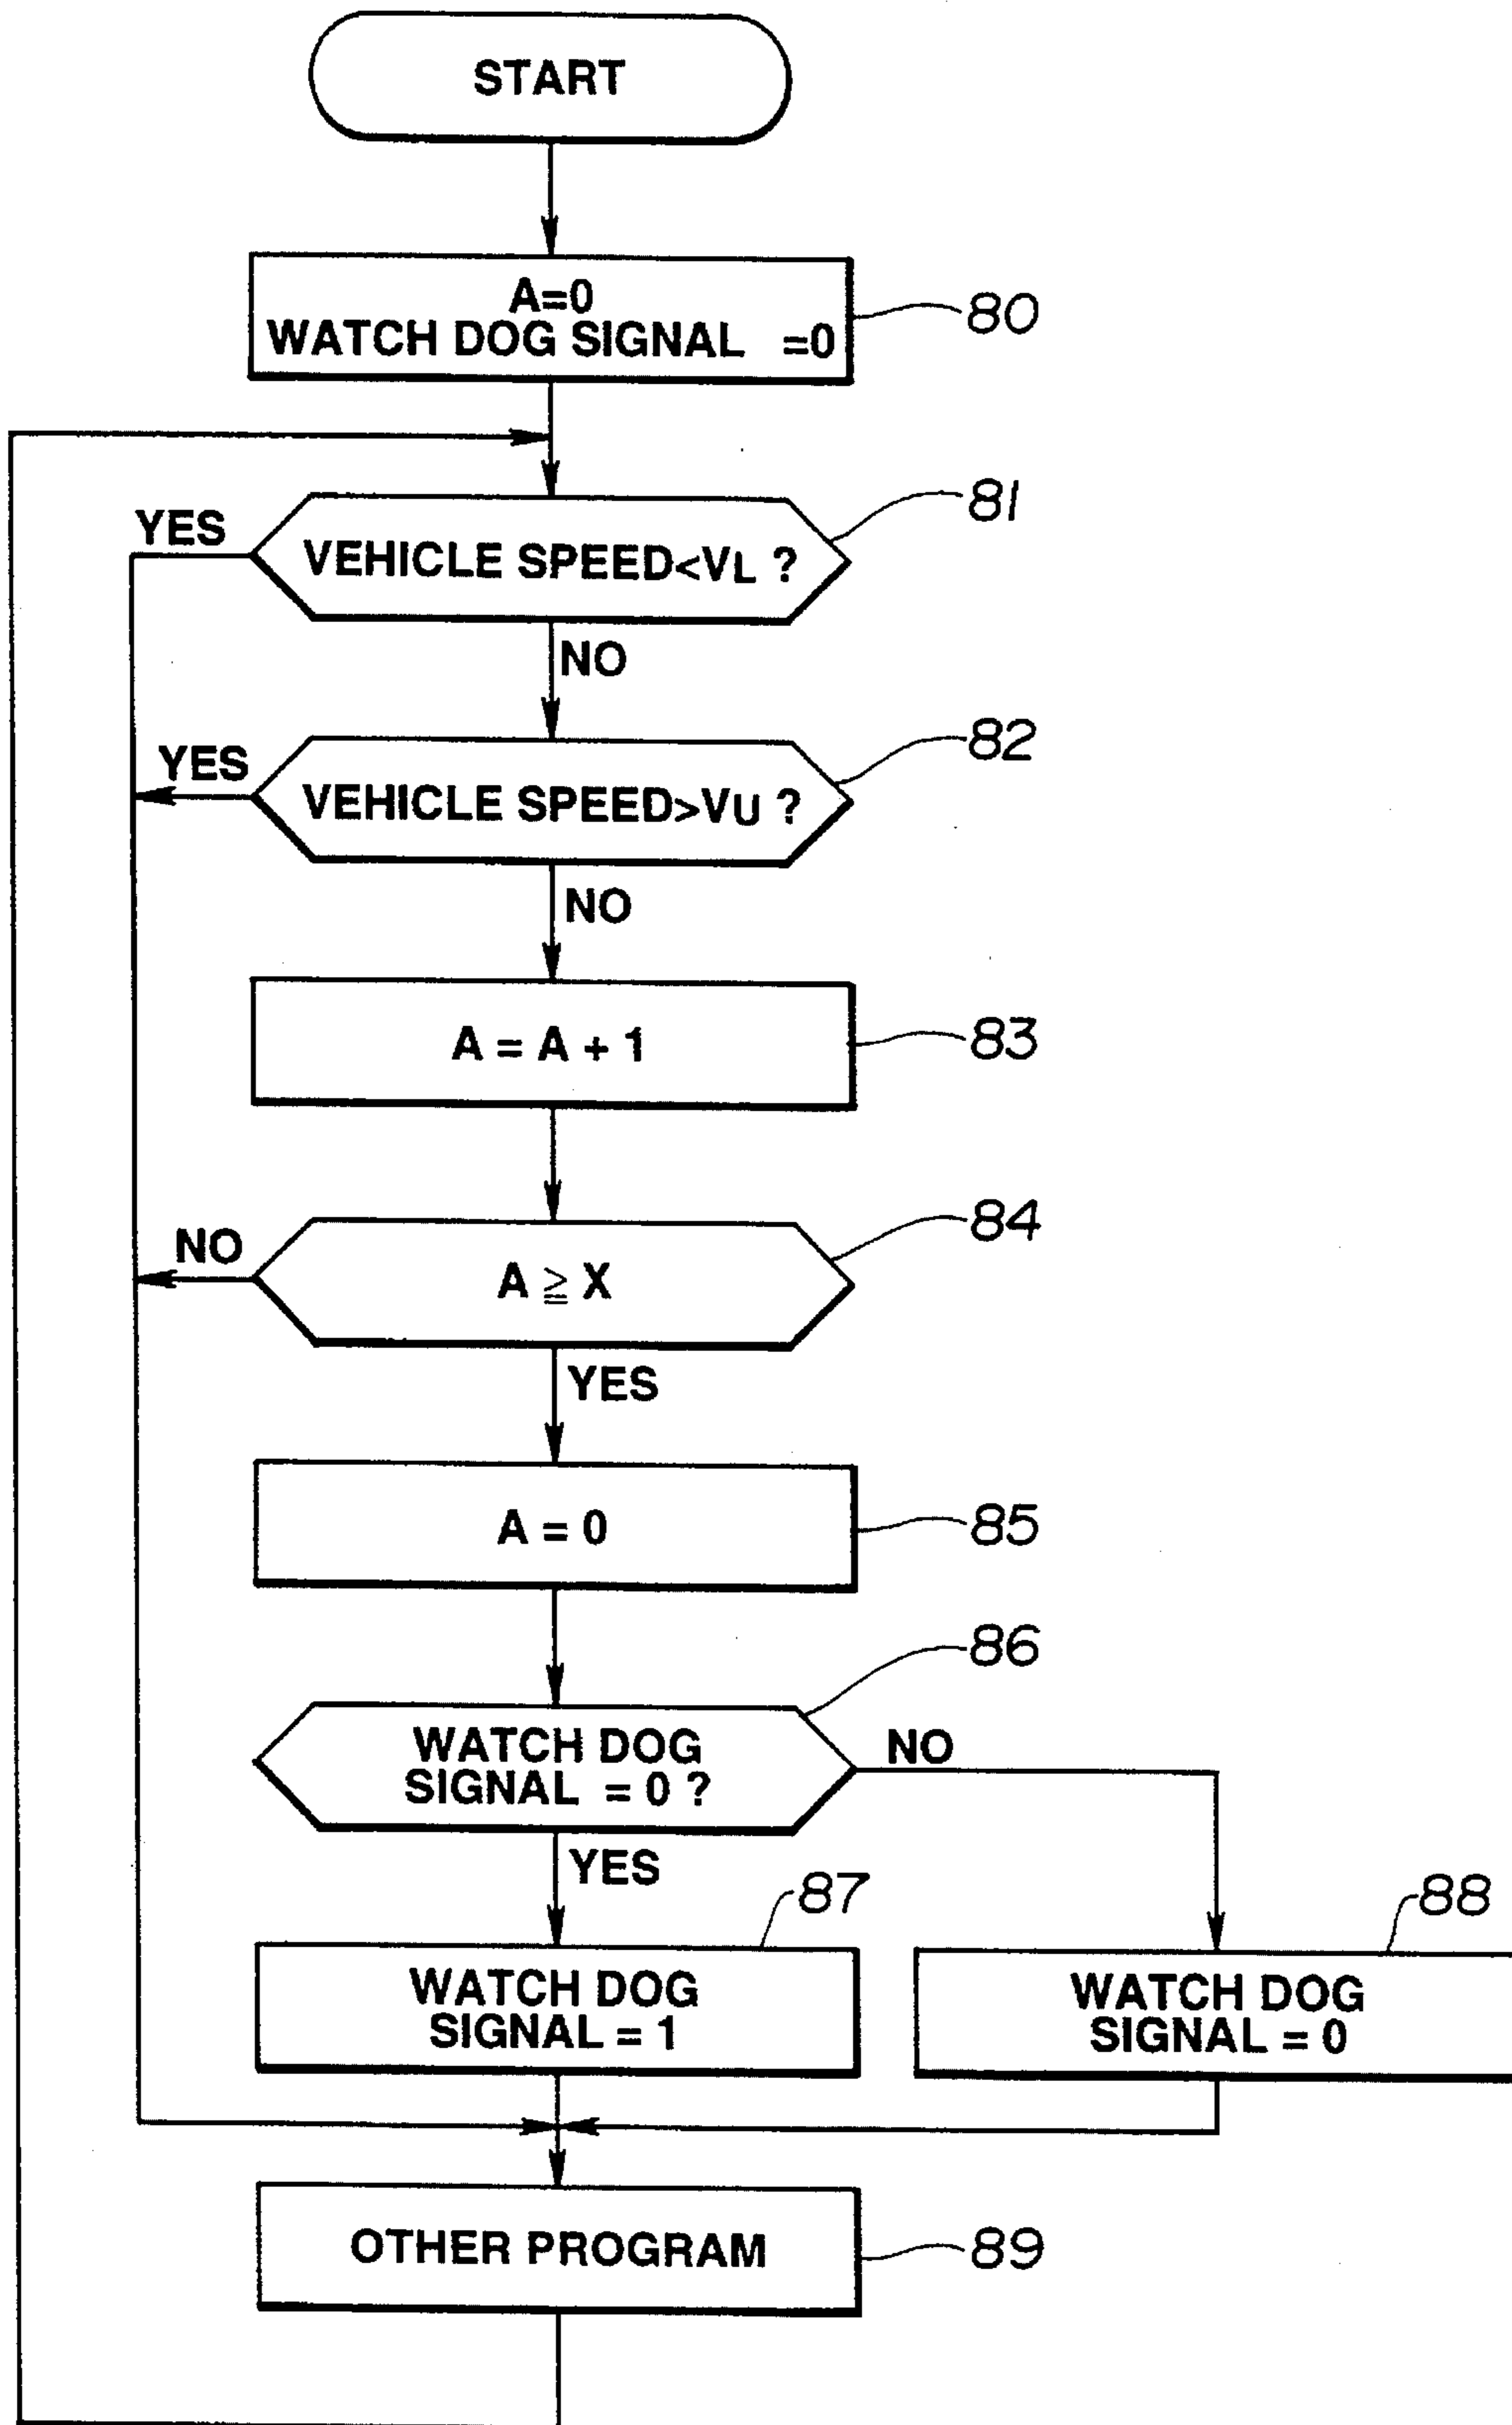 START
A=0
WATCH DOG SIGNAL =0
80
81
YES
VEHICLE SPEED<VL ?
NO
82
YES
VEHICLE SPEED>VU ?
NO
A = A + 1
83
84
NO
A ≧ X
YES
A = 0
85
86
WATCH DOG
SIGNAL = 0 ?
NO
YES
87
88
WATCH DOG
SIGNAL = 1
WATCH DOG
SIGNAL = 0
OTHER PROGRAM
89